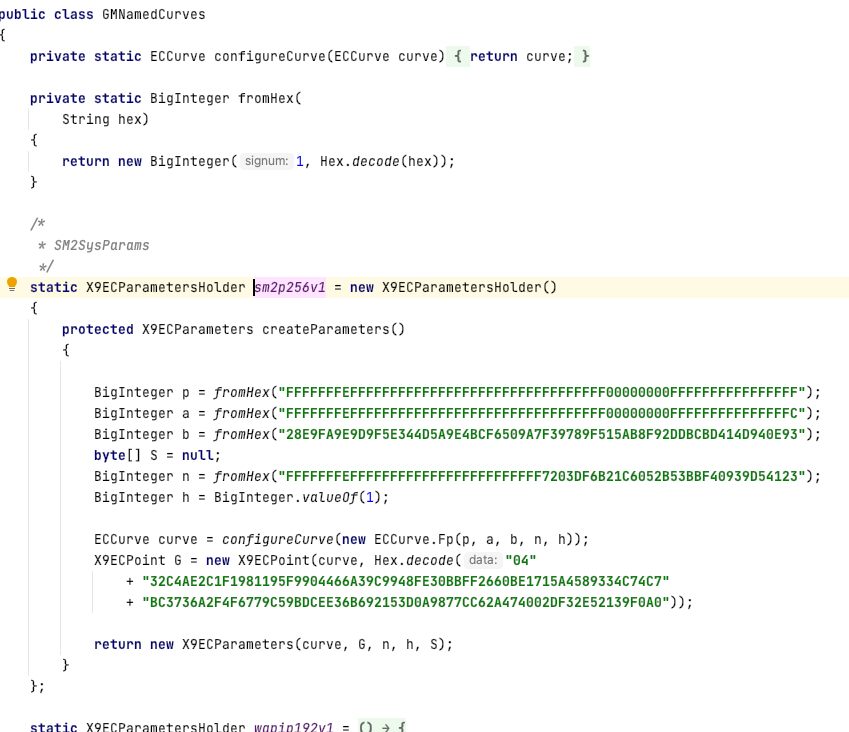 public class GMNamedCurves
{
private static ECCurve configureCurve(ECCurve curve) { return curve; }
private static BigInteger fromHex(
String hex)
{
return new BigInteger( signum: 1, Hex.decode(hex));
}
/*
* SM2SysParams
*/
static X9ECParametersHolder sm2p256v1 = new X9ECParametersHolder()
{
protected X9ECParameters createParameters()
{
BigInteger p = fromHex("FFFFFFFEFFFFFFFFFFFFFFFFFFFFFFFFFFFFFFFF00000000FFFFFFFFFFFFFFFF");
BigInteger a = fromHex("FFFFFFFEFFFFFFFFFFFFFFFFFFFFFFFFFFFFFFFF00000000FFFFFFFFFFFFFFFC");
BigInteger b = fromHex("28E9FA9E9D9F5E344D5A9E4BCF6509A7F39789F515AB8F92DDBCBD414D940E93");
byte[] S = null;
BigInteger n = fromHex("FFFFFFFEFFFFFFFFFFFFFFFFFFFFFFFF7203DF6B21C6052B53BBF40939D54123");
BigInteger h = BigInteger.valueOf(1);
ECCurve curve = configureCurve(new ECCurve.Fp(p, a, b, n, h));
X9ECPoint G = new X9ECPoint(curve, Hex.decode( data: "04"
+ "32C4AE2C1F1981195F9904466A39C9948FE30BBFF2660BE1715A4589334C74C7"
+ "BC3736A2F4F6779C59BDCEE36B692153D0A9877CC62A474002DF32E52139F0A0"));
return new X9ECParameters(curve, G, n, h, S);
}
};
static X9ECParametersHolder wapip192v1 = () → {